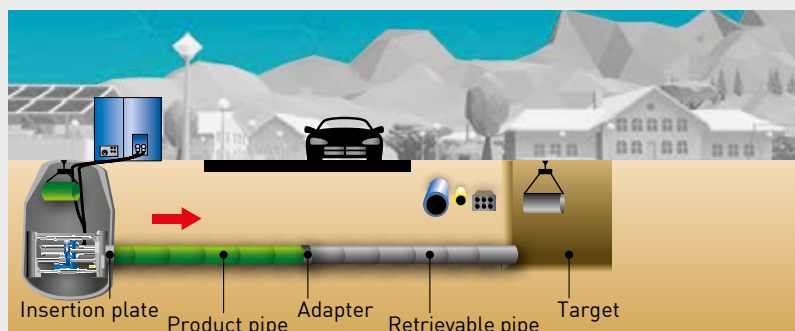 Insertion plate
Product pipe
Adapter
Retrievable pipe
Target